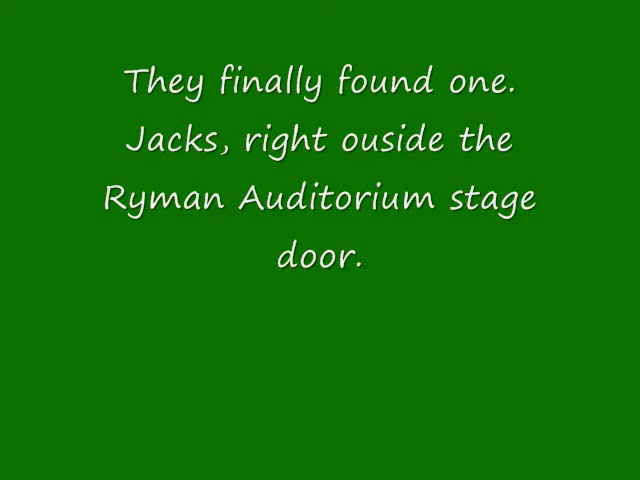 They finally found one.
Jacks, right ouside the
Ryman Auditorium stage
door.